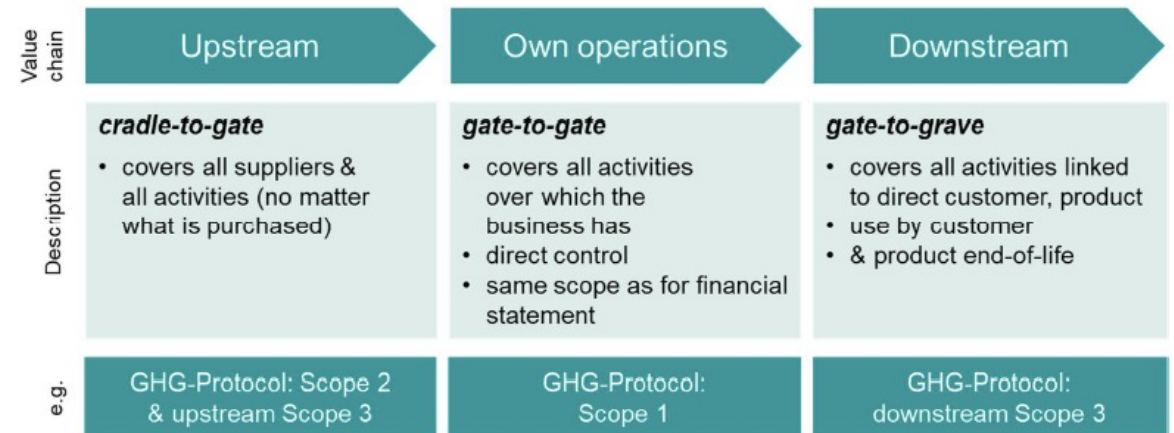 Value
chain
Upstream
Own operations
Downstream
Description
cradle-to-gate
• covers all suppliers &
all activities (no matter
what is purchased)
gate-to-gate
• covers all activities
over which the
business has
• direct control
• same scope as for financial
statement
gate-to-grave
• covers all activities linked
to direct customer, product
• use by customer
• & product end-of-life
e.g.
GHG-Protocol: Scope 2
& upstream Scope 3
GHG-Protocol:
Scope 1
GHG-Protocol:
downstream Scope 3